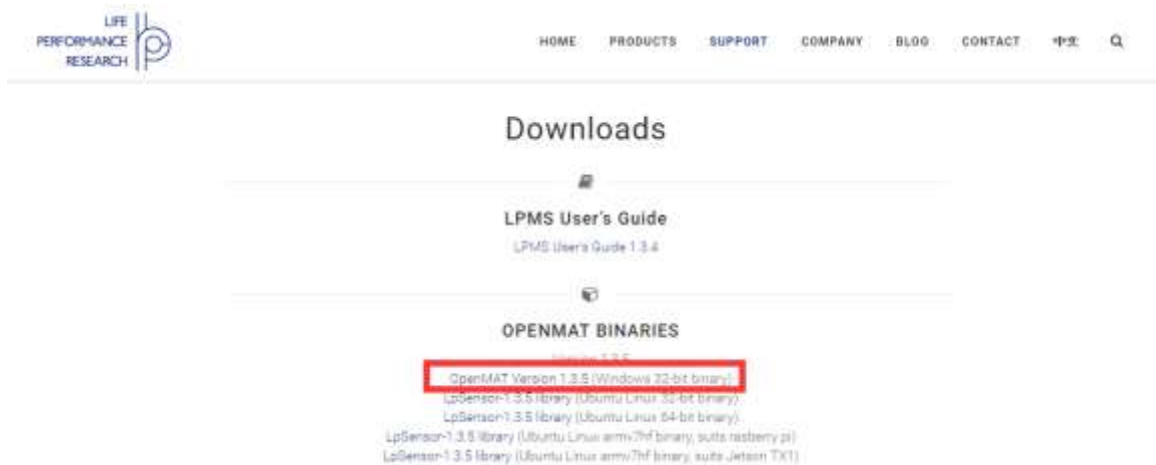 LIFE
PERFORMANCE
RESEARCH
HOME PRODUCTS SUPPORT COMPANY BLOG CONTACT 中文
Downloads
LPMS User's Guide
LPMS User's Guide 1.3.4
OPENMAT BINARIES
Version 1.3.5
OpenMAT Version 1.3.5 (Windows 32-bit binary)
LpSensor-1.3.5 library (Ubuntu Linux 32-bit binary)
LpSensor-1.3.5 library (Ubuntu Linux 64-bit binary)
LpSensor-1.3.5 library (Ubuntu Linux armv7hf binary, suits rasberry pi)
LpSensor-1.3.5 library (Ubuntu Linux armv7hf binary, suits Jetson TX1)